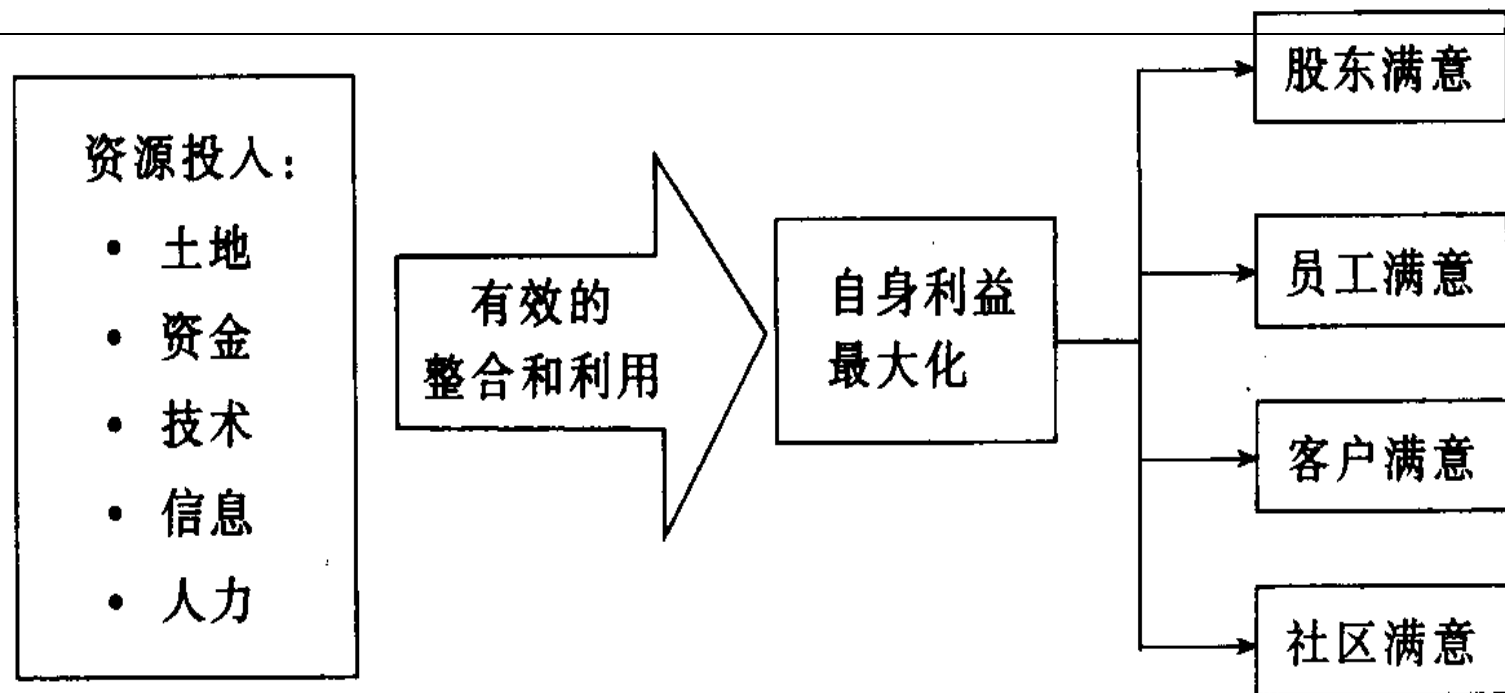 资源投入：
• 土地
• 资金
• 技术
• 信息
• 人力
有效的
整合和利用
自身利益
最大化
股东满意
员工满意
客户满意
社区满意